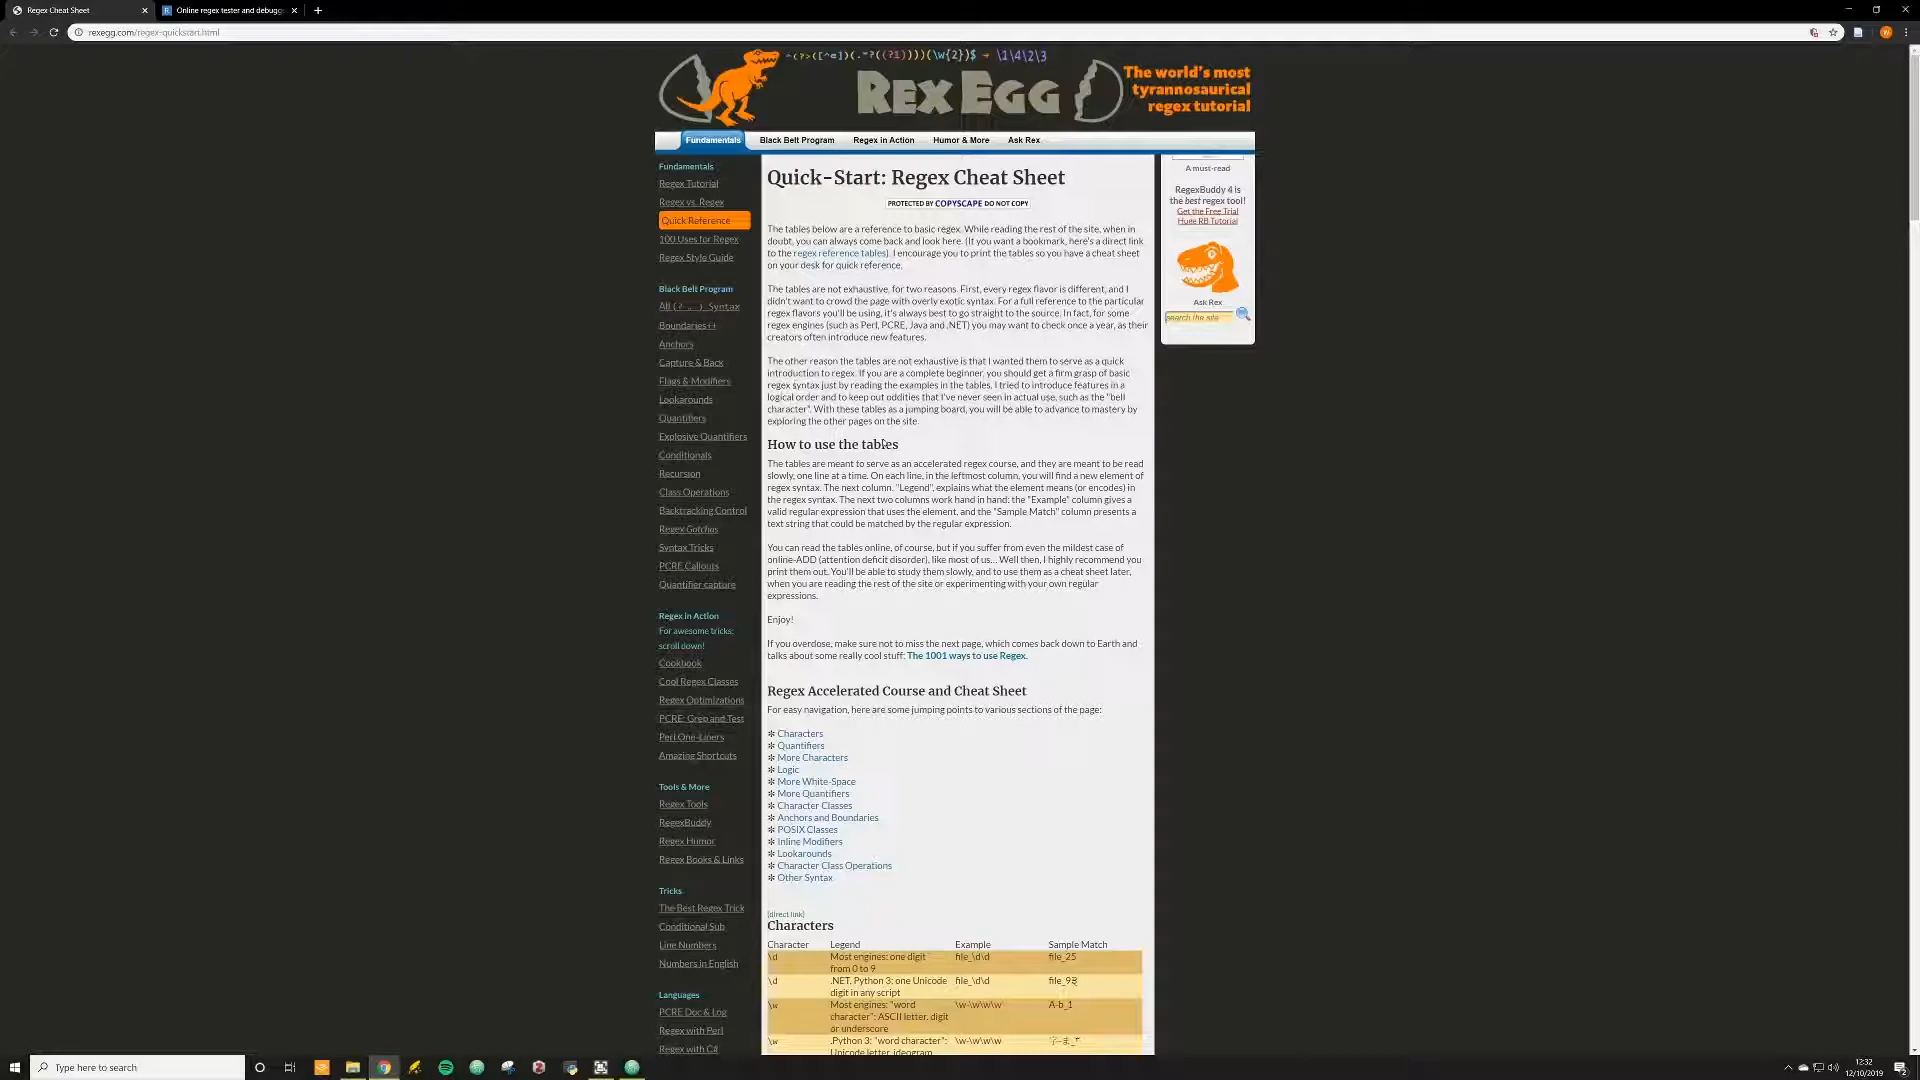 Regex Cheat Sheet
Online regex tester and debugg
rexegg.com/regex-quickstart.html
^(?>([^=e])(.*?((?1))))(\w{2})$ → \1\4\2\3
REX EGG
The world's most
tyrannosaurical
regex tutorial
Fundamentals Black Belt Program Regex in Action Humor & More Ask Rex
Fundamentals
Regex Tutorial
Regex vs. Regex
Quick Reference
100 Uses for Regex
Regex Style Guide
Black Belt Program
All (? … ) Syntax
Boundaries++
Anchors
Capture & Back
Flags & Modifiers
Lookarounds
Quantifiers
Explosive Quantifiers
Conditionals
Recursion
Class Operations
Backtracking Control
Regex Gotchas
Syntax Tricks
PCRE Callouts
Quantifier capture
Regex in Action
For awesome tricks:
scroll down!
Cookbook
Cool Regex Classes
Regex Optimizations
PCRE: Grep and Test
Perl One-Liners
Amazing Shortcuts
Tools & More
Regex Tools
RegexBuddy
Regex Humor
Regex Books & Links
Tricks
The Best Regex Trick
Conditional Sub
Line Numbers
Numbers in English
Languages
PCRE Doc & Log
Regex with Perl
Regex with C#
Quick-Start: Regex Cheat Sheet
PROTECTED BY COPYSCAPE DO NOT COPY
The tables below are a reference to basic regex. While reading the rest of the site, when in
doubt, you can always come back and look here. (If you want a bookmark, here's a direct link
to the regex reference tables). I encourage you to print the tables so you have a cheat sheet
on your desk for quick reference.
The tables are not exhaustive, for two reasons. First, every regex flavor is different, and I
didn't want to crowd the page with overly exotic syntax. For a full reference to the particular
regex flavors you'll be using, it's always best to go straight to the source. In fact, for some
regex engines (such as Perl, PCRE, Java and .NET) you may want to check once a year, as their
creators often introduce new features.
The other reason the tables are not exhaustive is that I wanted them to serve as a quick
introduction to regex. If you are a complete beginner, you should get a firm grasp of basic
regex syntax just by reading the examples in the tables. I tried to introduce features in a
logical order and to keep out oddities that I've never seen in actual use, such as the "bell
character". With these tables as a jumping board, you will be able to advance to mastery by
exploring the other pages on the site.
How to use the tables
The tables are meant to serve as an accelerated regex course, and they are meant to be read
slowly, one line at a time. On each line, in the leftmost column, you will find a new element of
regex syntax. The next column, "Legend", explains what the element means (or encodes) in
the regex syntax. The next two columns work hand in hand: the "Example" column gives a
valid regular expression that uses the element, and the "Sample Match" column presents a
text string that could be matched by the regular expression.
You can read the tables online, of course, but if you suffer from even the mildest case of
online-ADD (attention deficit disorder), like most of us… Well then, I highly recommend you
print them out. You'll be able to study them slowly, and to use them as a cheat sheet later,
when you are reading the rest of the site or experimenting with your own regular
expressions.
Enjoy!
If you overdose, make sure not to miss the next page, which comes back down to Earth and
talks about some really cool stuff: The 1001 ways to use Regex.
Regex Accelerated Course and Cheat Sheet
For easy navigation, here are some jumping points to various sections of the page:
✻ Characters
✻ Quantifiers
✻ More Characters
✻ Logic
✻ More White-Space
✻ More Quantifiers
✻ Character Classes
✻ Anchors and Boundaries
✻ POSIX Classes
✻ Inline Modifiers
✻ Lookarounds
✻ Character Class Operations
✻ Other Syntax
(direct link)
Characters
Character Legend Example Sample Match
\d Most engines: one digit file_\d\d file_25
from 0 to 9
\d .NET, Python 3: one Unicode file_\d\d file_9੩
digit in any script
\w Most engines: "word \w-\w\w\w A-b_1
character": ASCII letter, digit
or underscore
\w .Python 3: "word character": \w-\w\w\w 字-ま_۳
Unicode letter, ideogram,
A must-read
RegexBuddy 4 is
the best regex tool!
Get the Free Trial
Huge RB Tutorial
Ask Rex
search the site
Type here to search
12:32
12/10/2019